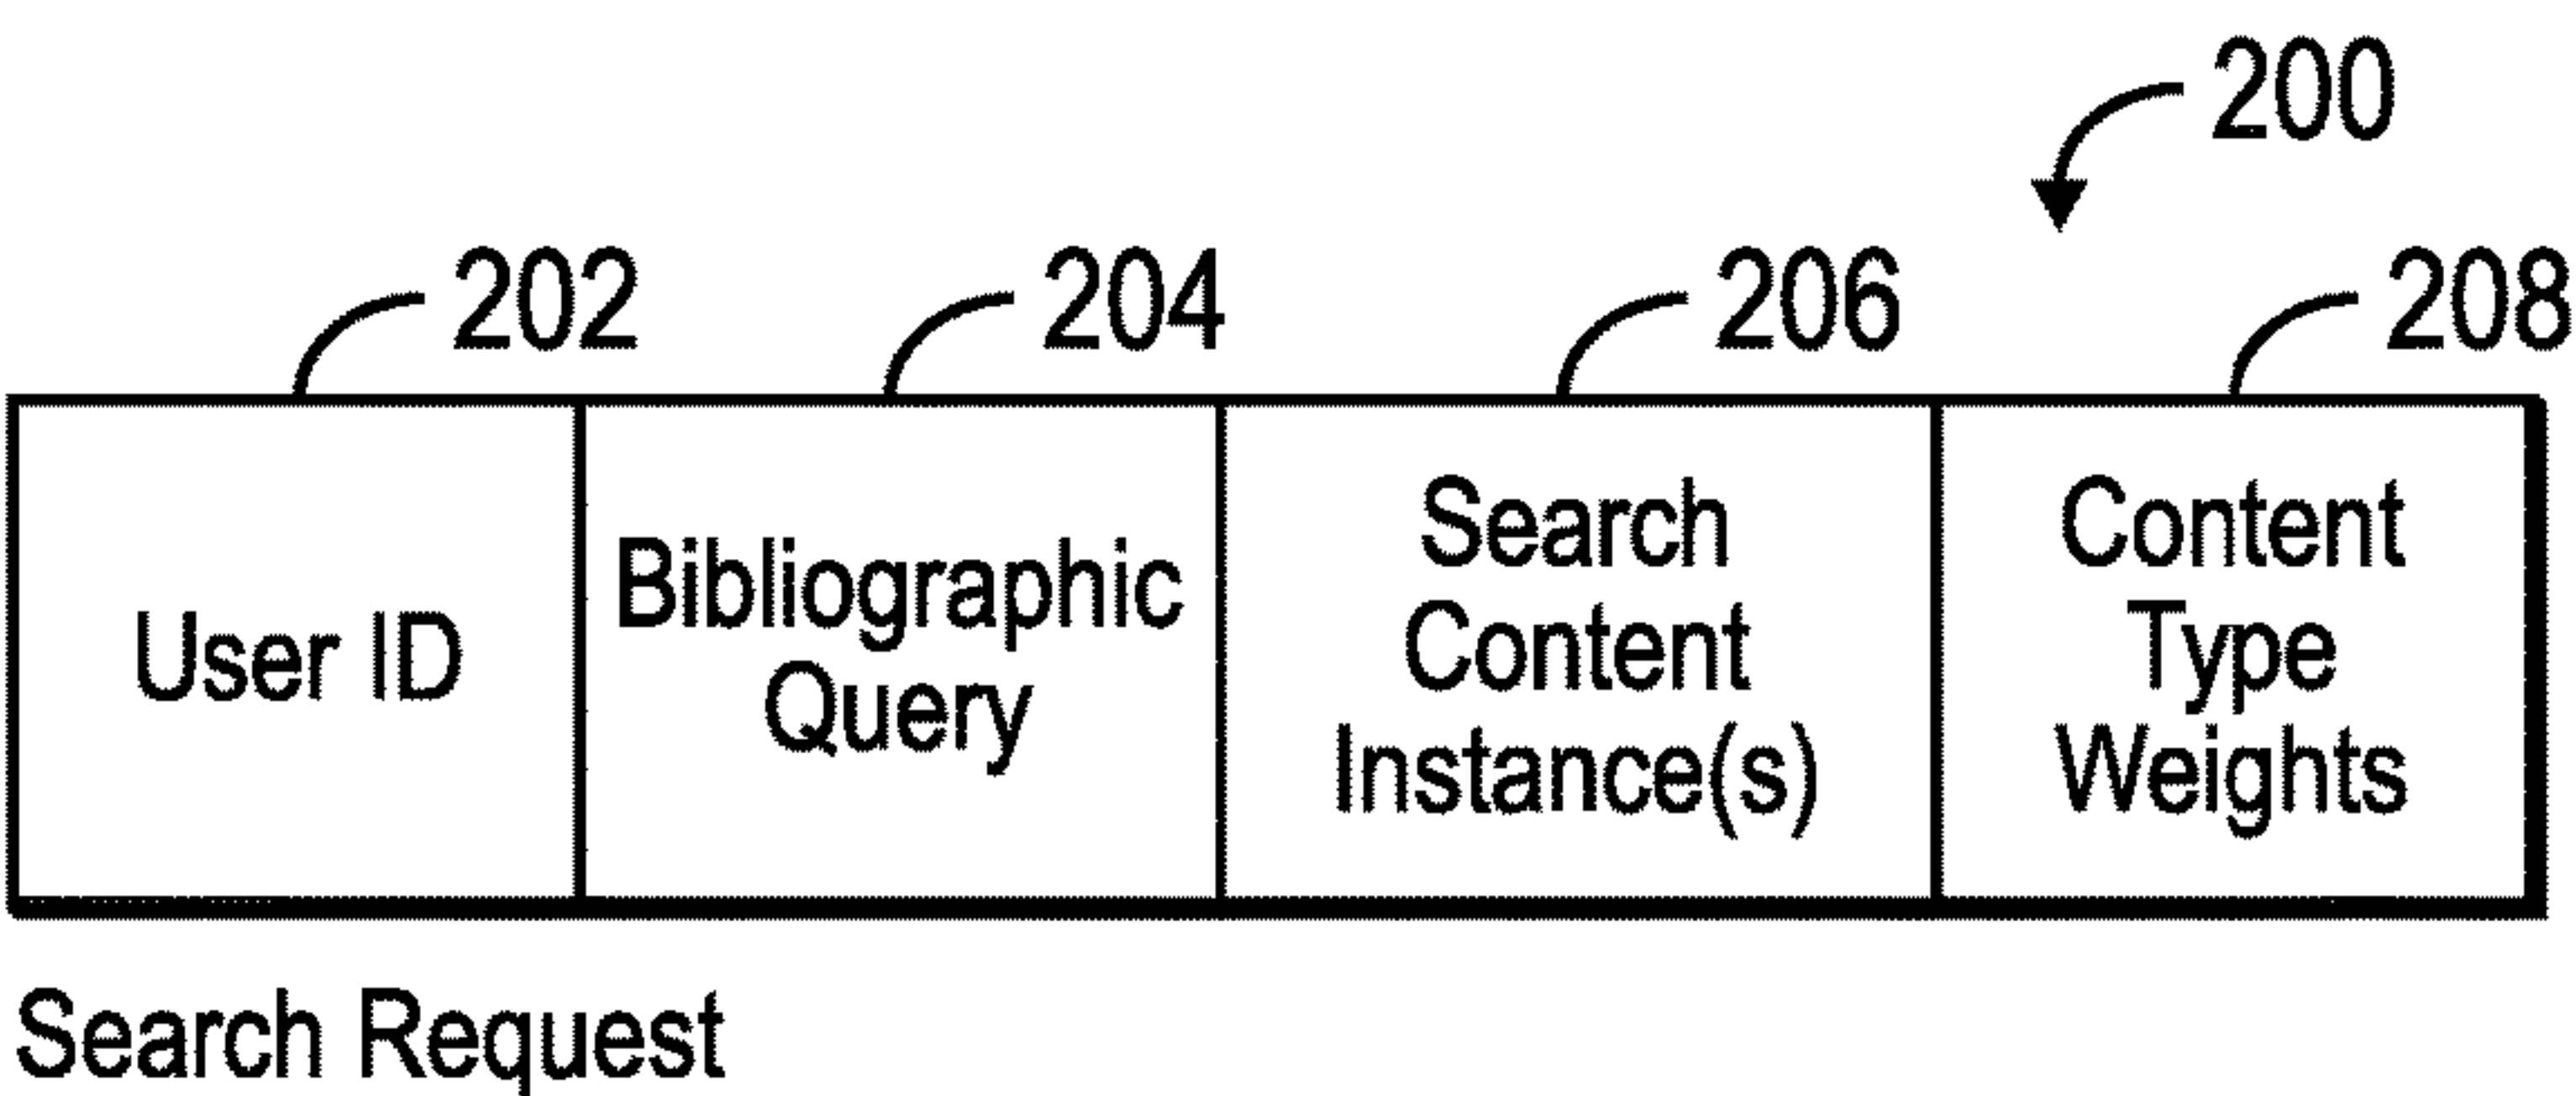 200
202
204
206
208
User ID
Bibliographic
Query
Search
Content
Instance(s)
Content
Type
Weights
Search Request